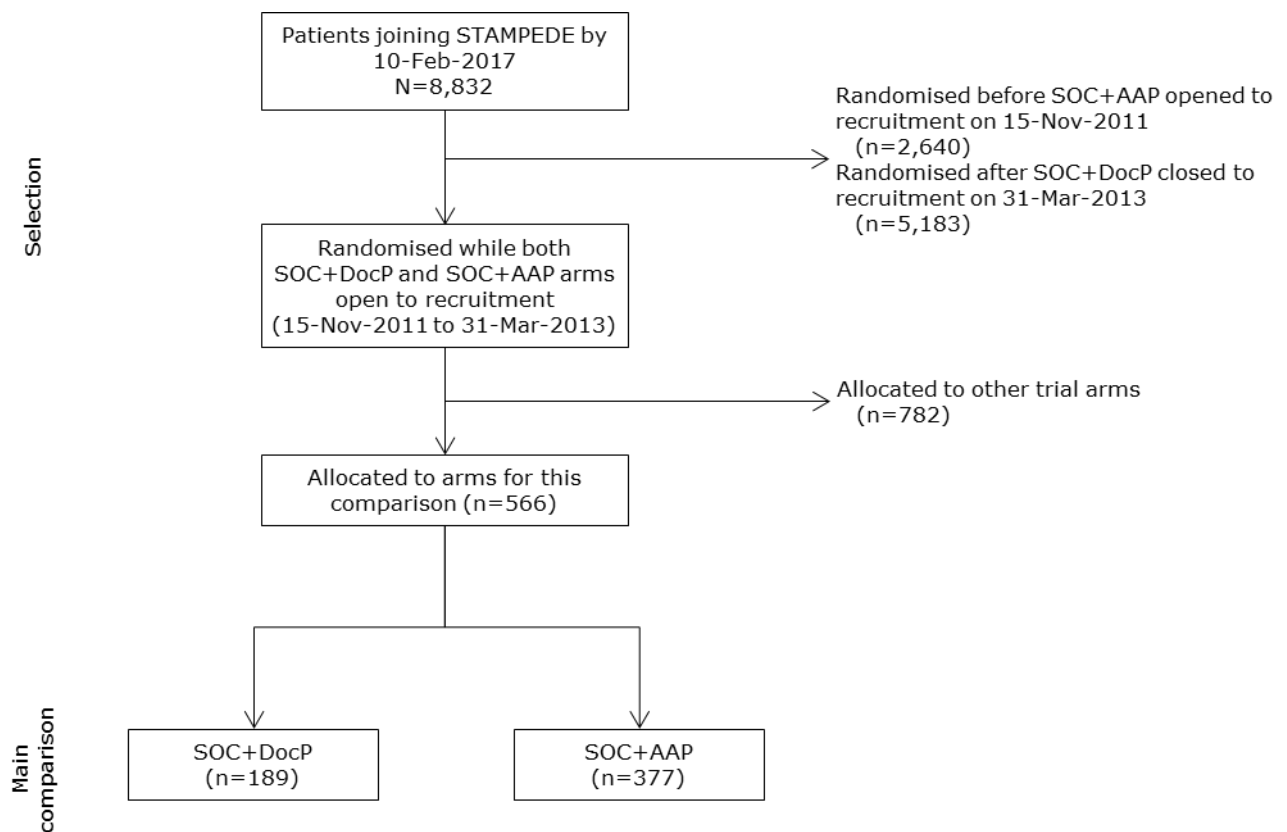 Patients joining STAMPEDE by
10-Feb-2017
N=8,832
Randomised before SOC+AAP opened to
recruitment on 15-Nov-2011
(n=2,640)
Randomised after SOC+DocP closed to
recruitment on 31-Mar-2013
(n=5,183)
Selection
Randomised while both
SOC+DocP and SOC+AAP arms
open to recruitment
(15-Nov-2011 to 31-Mar-2013)
Allocated to other trial arms
(n=782)
Allocated to arms for this
comparison (n=566)
Main
comparison
SOC+DocP
(n=189)
SOC+AAP
(n=377)